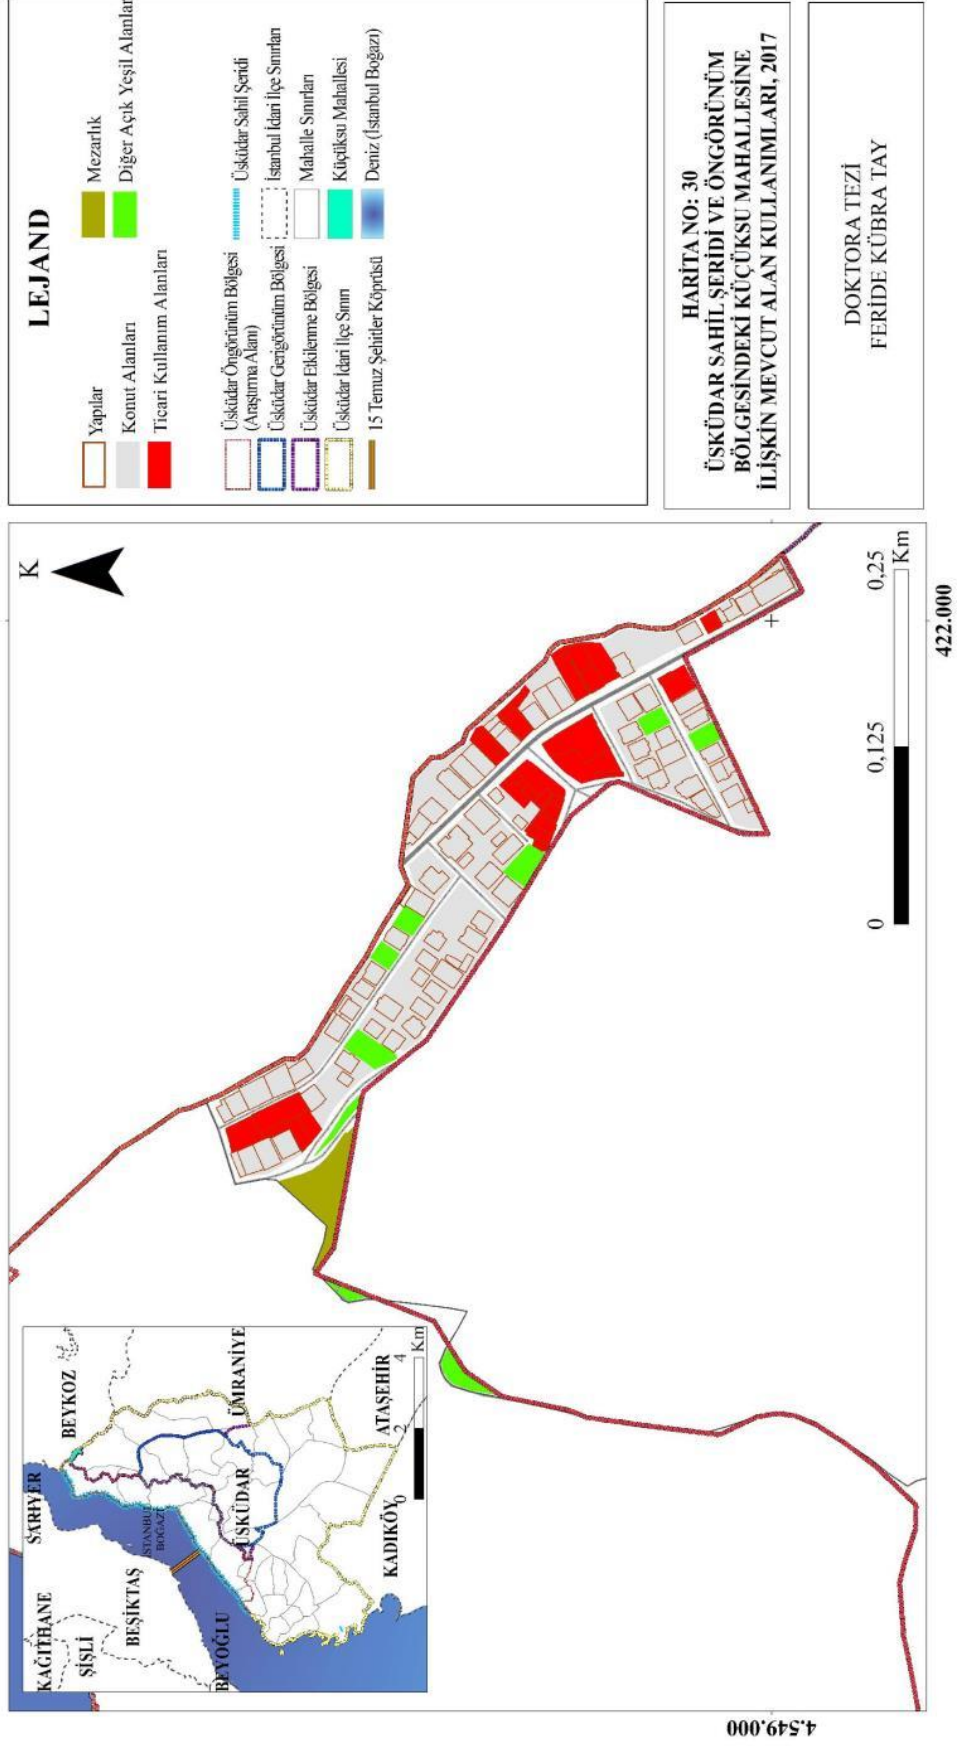 KAĞITHANE
ŞİŞLİ
BEŞİKTAŞ
BEYOĞLU
SARIYER
İSTANBUL
BOĞAZI
BEYKOZ
ÜSKÜDAR
ÜMRANİYE
KADIKÖY
ATAŞEHİR
0 2 4 Km
K
0 0,125 0,25
Km
4.549.000
422.000
LEJAND
Yapılar
Konut Alanları
Ticari Kullanım Alanları
Mezarlık
Diğer Açık Yeşil Alanlar
Üsküdar Öngörünüm Bölgesi
(Araştırma Alanı)
Üsküdar Gerigörünüm Bölgesi
Üsküdar Etkilenme Bölgesi
Üsküdar İdari İlçe Sınırı
15 Temuz Şehitler Köprüsü
Üsküdar Sahil Şeridi
İstanbul İdari İlçe Sınırları
Mahalle Sınırları
Küçüksu Mahallesi
Deniz (İstanbul Boğazı)
HARİTA NO: 30
ÜSKÜDAR SAHİL ŞERİDİ VE ÖNGÖRÜNÜM
BÖLGESİNDEKİ KÜÇÜKSU MAHALLESİNE
İLİŞKİN MEVCUT ALAN KULLANIMLARI, 2017
DOKTORA TEZİ
FERİDE KÜBRA TAY